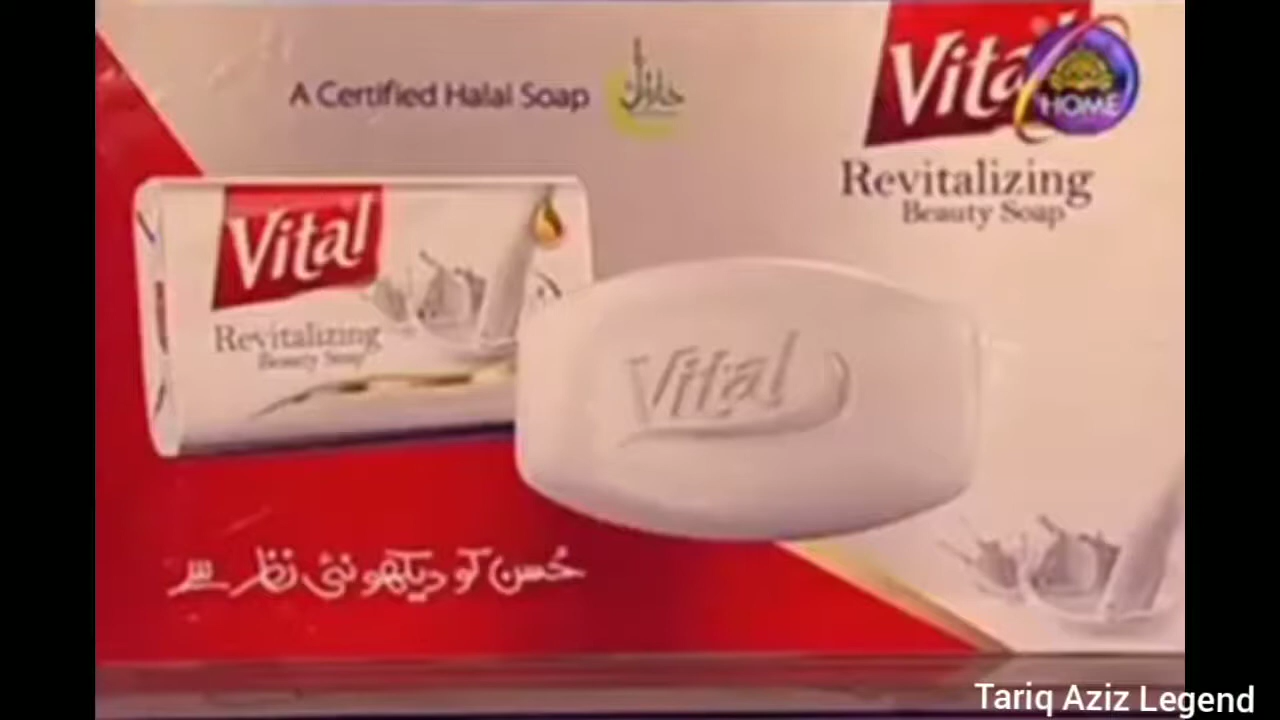 A Certified Halal Soap
حلال
Vital
HOME
Revitalizing
Beauty Soap
Vital
Revitalizing
Beauty Soap
Vital
حُسن کو دیکھو نئی نظر سے
Tariq Aziz Legend